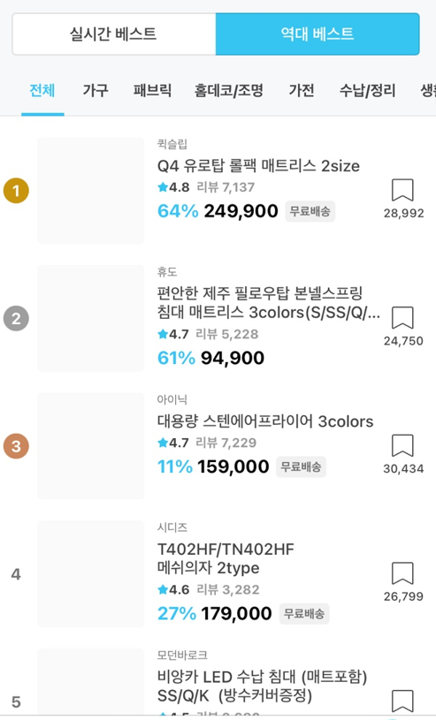 실시간 베스트 역대 베스트
전체 가구 패브릭 홈데코/조명 가전 수납/정리
1
퀵슬립
Q4 유로탑 롤팩 매트리스 2size
★4.8 리뷰 7,137
64% 249,900 무료배송
28,992
2
휴도
편안한 제주 필로우탑 본넬스프링
침대 매트리스 3colors(S/SS/Q/...
★4.7 리뷰 5,228
61% 94,900
24,750
3
아이닉
대용량 스텐에어프라이어 3colors
★4.7 리뷰 7,229
11% 159,000 무료배송
30,434
4
시디즈
T402HF/TN402HF
메쉬의자 2type
★4.6 리뷰 3,282
27% 179,000 무료배송
26,799
5
모던바로크
비앙카 LED 수납 침대 (매트포함)
SS/Q/K (방수커버증정)